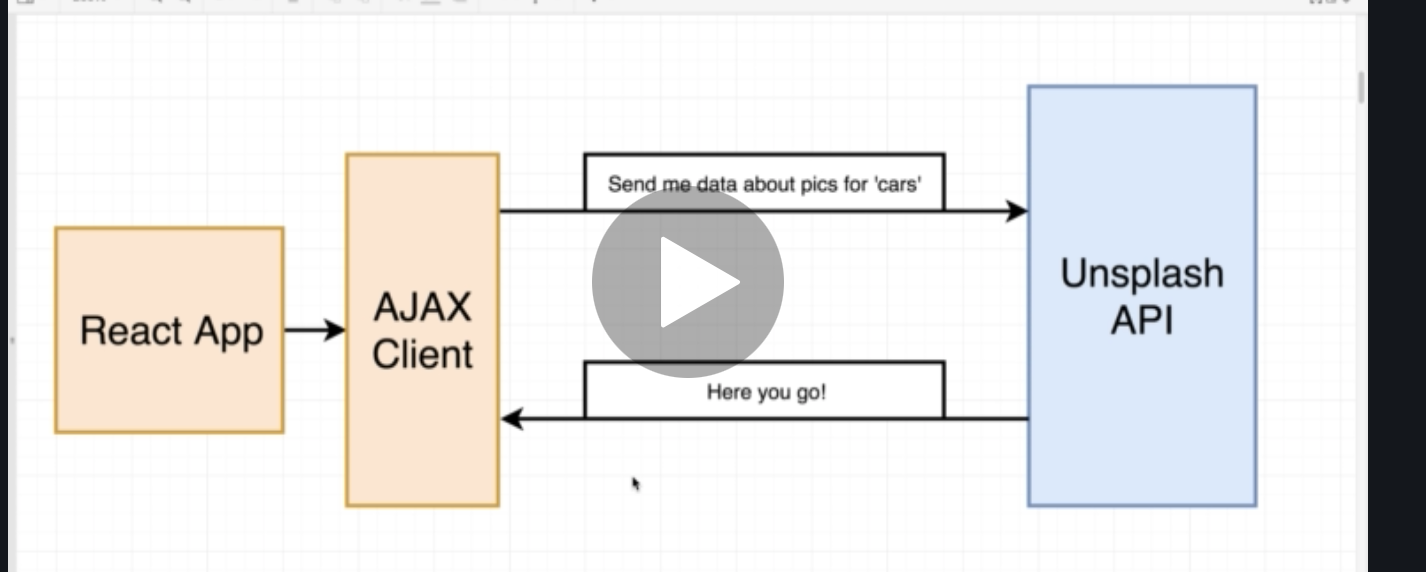 Send me data about pics for 'cars'
React App
AJAX
Client
Unsplash
API
Here you go!